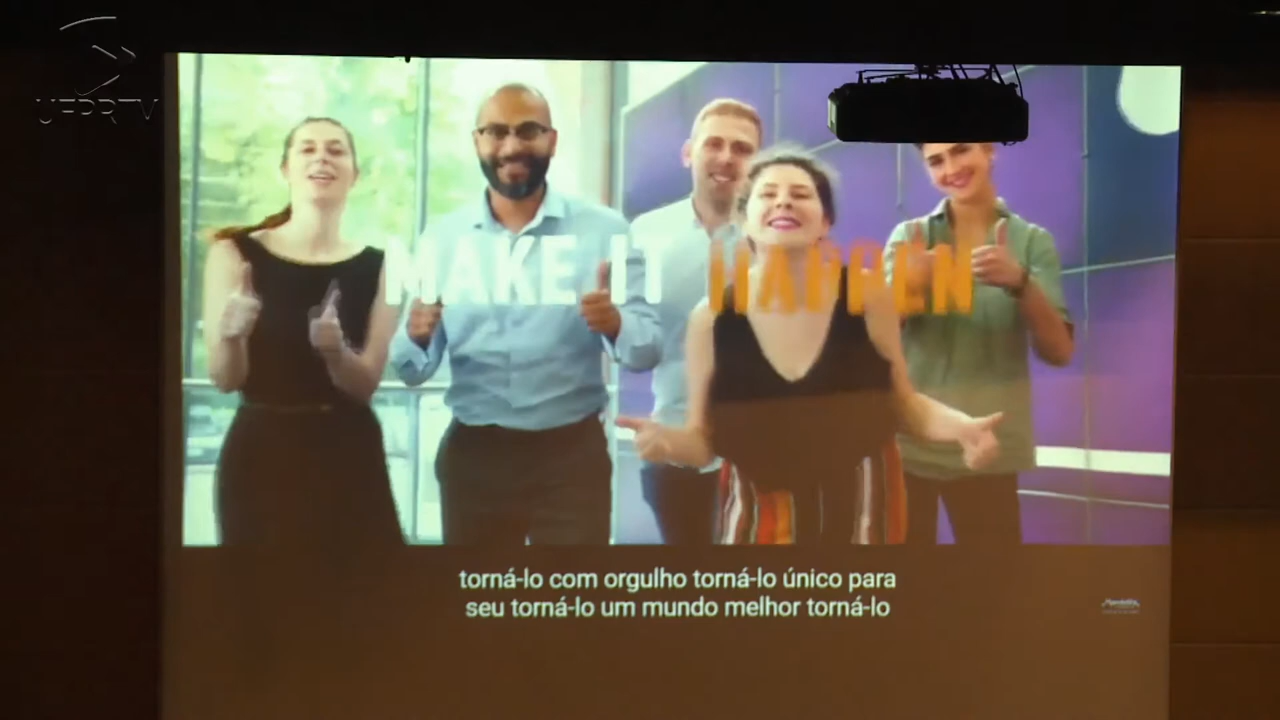 UFPRTV
MAKE IT HAPPEN
torná-lo com orgulho torná-lo único para
seu torná-lo um mundo melhor torná-lo